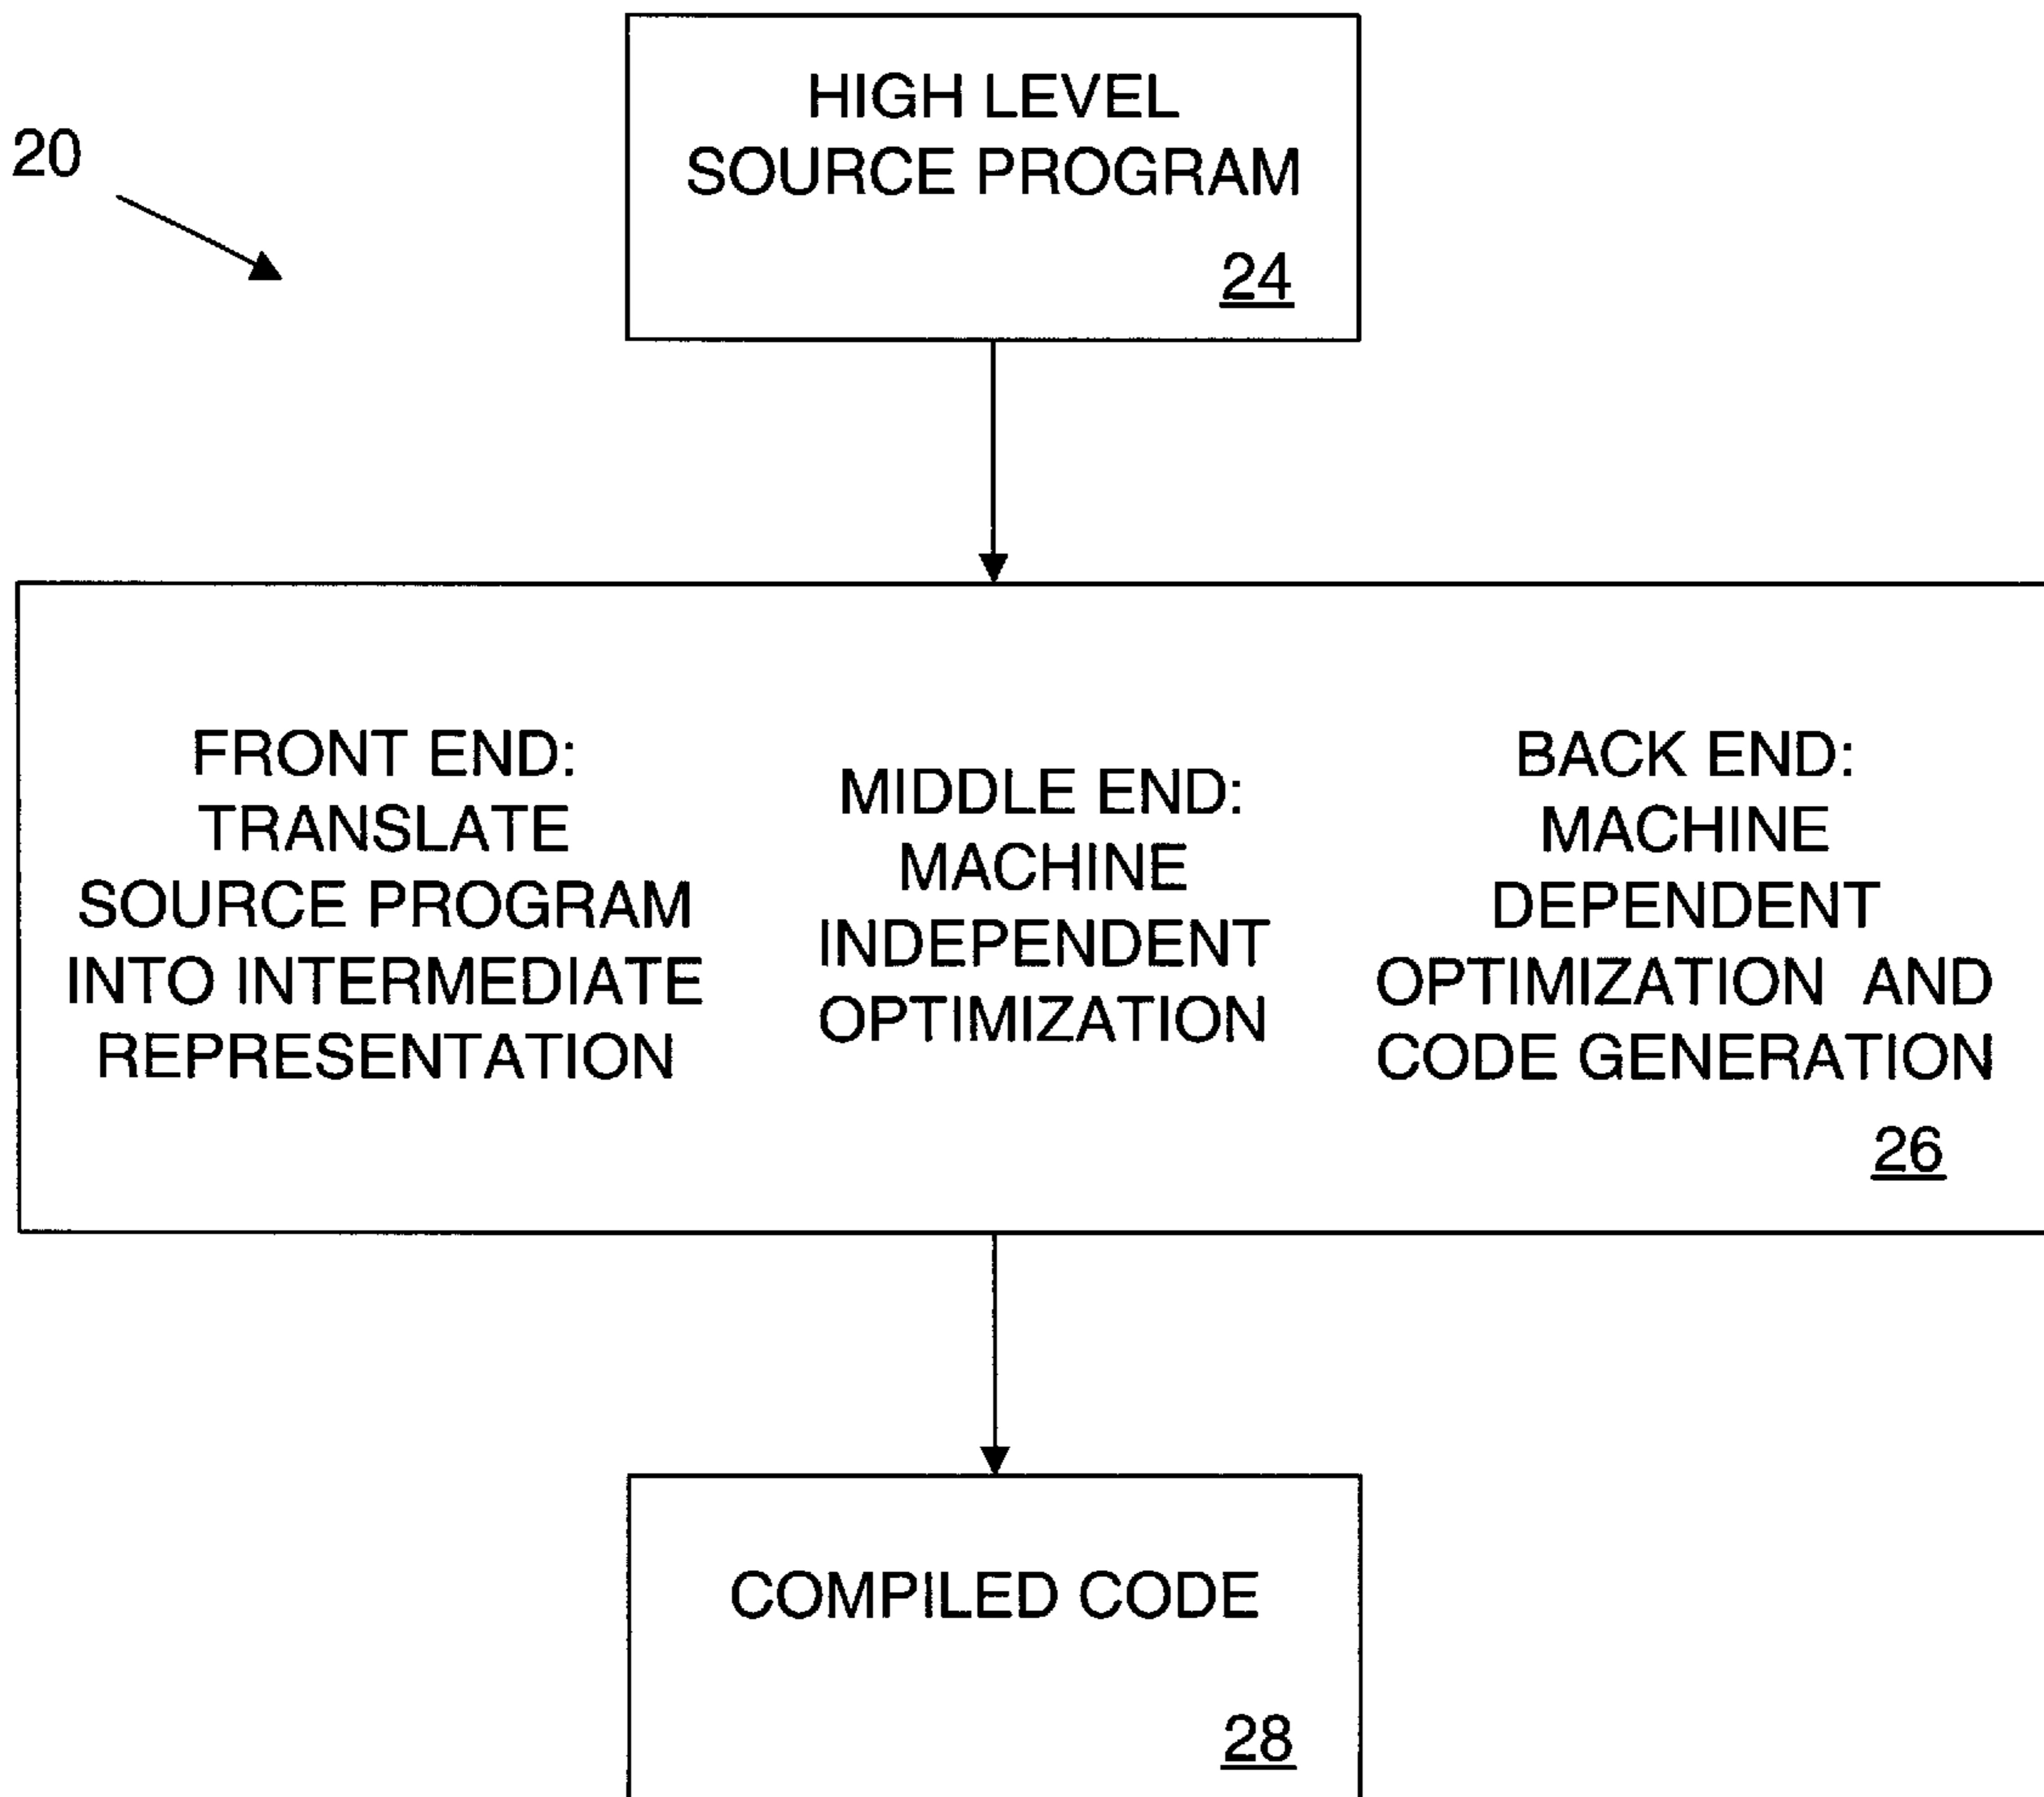 HIGH LEVEL
SOURCE PROGRAM
24
20
FRONT END:
TRANSLATE
SOURCE PROGRAM
INTO INTERMEDIATE
REPRESENTATION
MIDDLE END:
MACHINE
INDEPENDENT
OPTIMIZATION
BACK END:
MACHINE
DEPENDENT
OPTIMIZATION AND
CODE GENERATION
26
COMPILED CODE
28